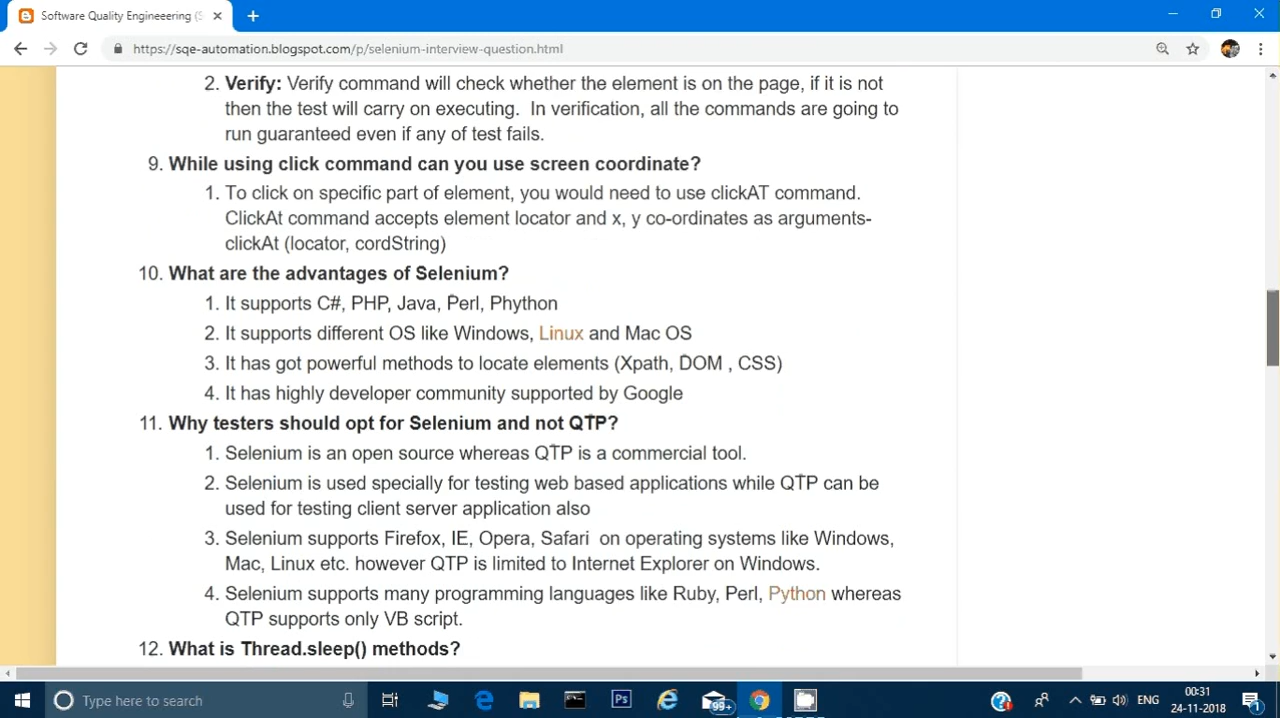 Software Quality Engineeering (S
https://sqe-automation.blogspot.com/p/selenium-interview-question.html
2. Verify: Verify command will check whether the element is on the page, if it is not
then the test will carry on executing.  In verification, all the commands are going to
run guaranteed even if any of test fails.
9. While using click command can you use screen coordinate?
1. To click on specific part of element, you would need to use clickAT command.
ClickAt command accepts element locator and x, y co-ordinates as arguments-
clickAt (locator, cordString)
10. What are the advantages of Selenium?
1. It supports C#, PHP, Java, Perl, Phython
2. It supports different OS like Windows, Linux and Mac OS
3. It has got powerful methods to locate elements (Xpath, DOM , CSS)
4. It has highly developer community supported by Google
11. Why testers should opt for Selenium and not QTP?
1. Selenium is an open source whereas QTP is a commercial tool.
2. Selenium is used specially for testing web based applications while QTP can be
used for testing client server application also
3. Selenium supports Firefox, IE, Opera, Safari  on operating systems like Windows,
Mac, Linux etc. however QTP is limited to Internet Explorer on Windows.
4. Selenium supports many programming languages like Ruby, Perl, Python whereas
QTP supports only VB script.
12. What is Thread.sleep() methods?
Type here to search
Ps
99+
ENG
00:31
24-11-2018
1